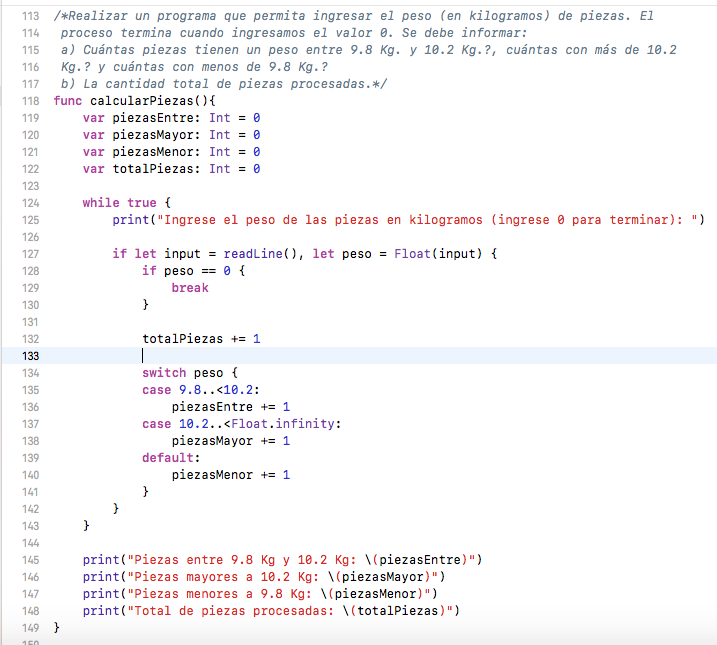 113 /*Realizar un programa que permita ingresar el peso (en kilogramos) de piezas. El
114 proceso termina cuando ingresamos el valor 0. Se debe informar:
115 a) Cuántas piezas tienen un peso entre 9.8 Kg. y 10.2 Kg.?, cuántas con más de 10.2
116 Kg.? y cuántas con menos de 9.8 Kg.?
117 b) La cantidad total de piezas procesadas.*/
118 func calcularPiezas(){
119     var piezasEntre: Int = 0
120     var piezasMayor: Int = 0
121     var piezasMenor: Int = 0
122     var totalPiezas: Int = 0
123
124     while true {
125         print("Ingrese el peso de las piezas en kilogramos (ingrese 0 para terminar): ")
126
127         if let input = readLine(), let peso = Float(input) {
128             if peso == 0 {
129                 break
130             }
131
132             totalPiezas += 1
133
134             switch peso {
135             case 9.8..<10.2:
136                 piezasEntre += 1
137             case 10.2..<Float.infinity:
138                 piezasMayor += 1
139             default:
140                 piezasMenor += 1
141             }
142         }
143     }
144
145     print("Piezas entre 9.8 Kg y 10.2 Kg: \(piezasEntre)")
146     print("Piezas mayores a 10.2 Kg: \(piezasMayor)")
147     print("Piezas menores a 9.8 Kg: \(piezasMenor)")
148     print("Total de piezas procesadas: \(totalPiezas)")
149 }
150